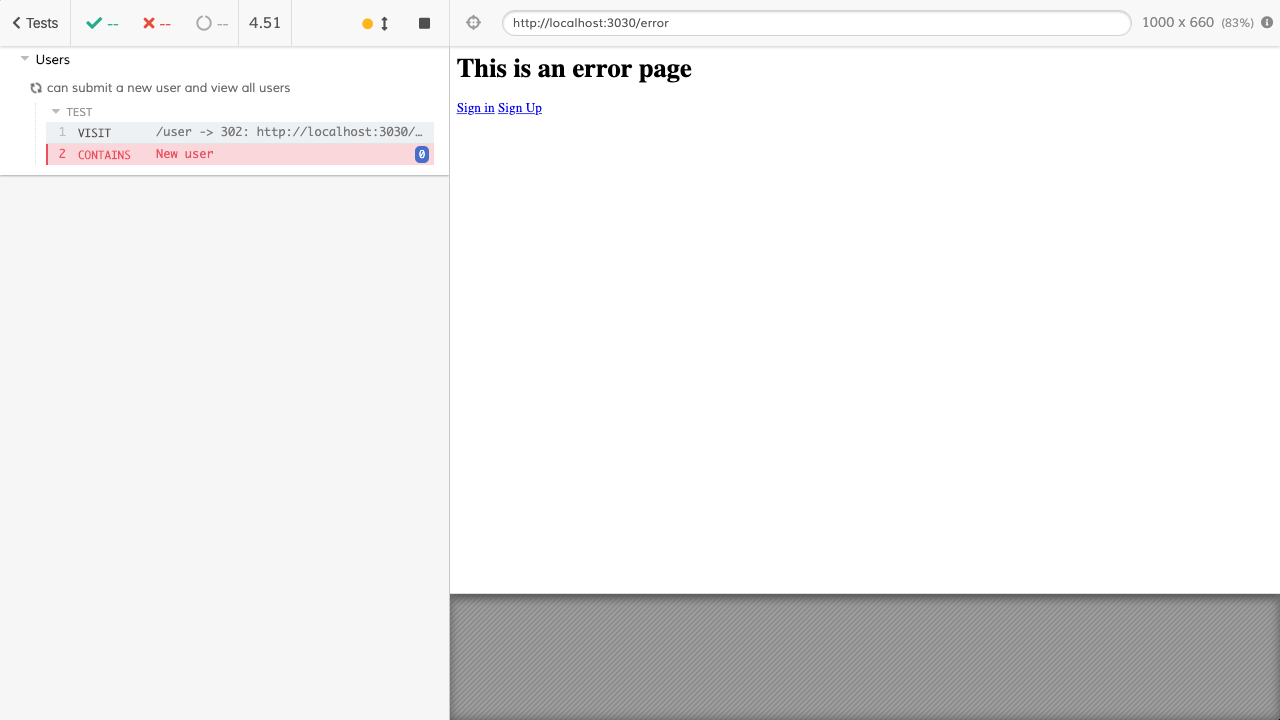 Tests -- -- -- 4.51
http://localhost:3030/error 1000 x 660 (83%)
Users
can submit a new user and view all users
TEST
1 VISIT /user -> 302: http://localhost:3030/…
2 CONTAINS New user 0
This is an error page
Sign in Sign Up